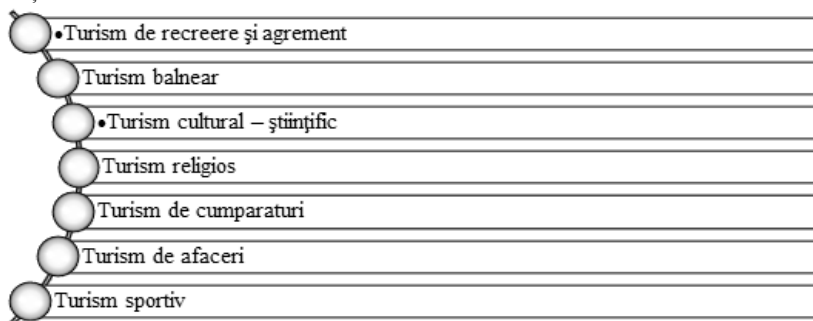 •Turism de recreere şi agrement
Turism balnear
•Turism cultural – ştiinţific
Turism religios
Turism de cumparaturi
Turism de afaceri
Turism sportiv